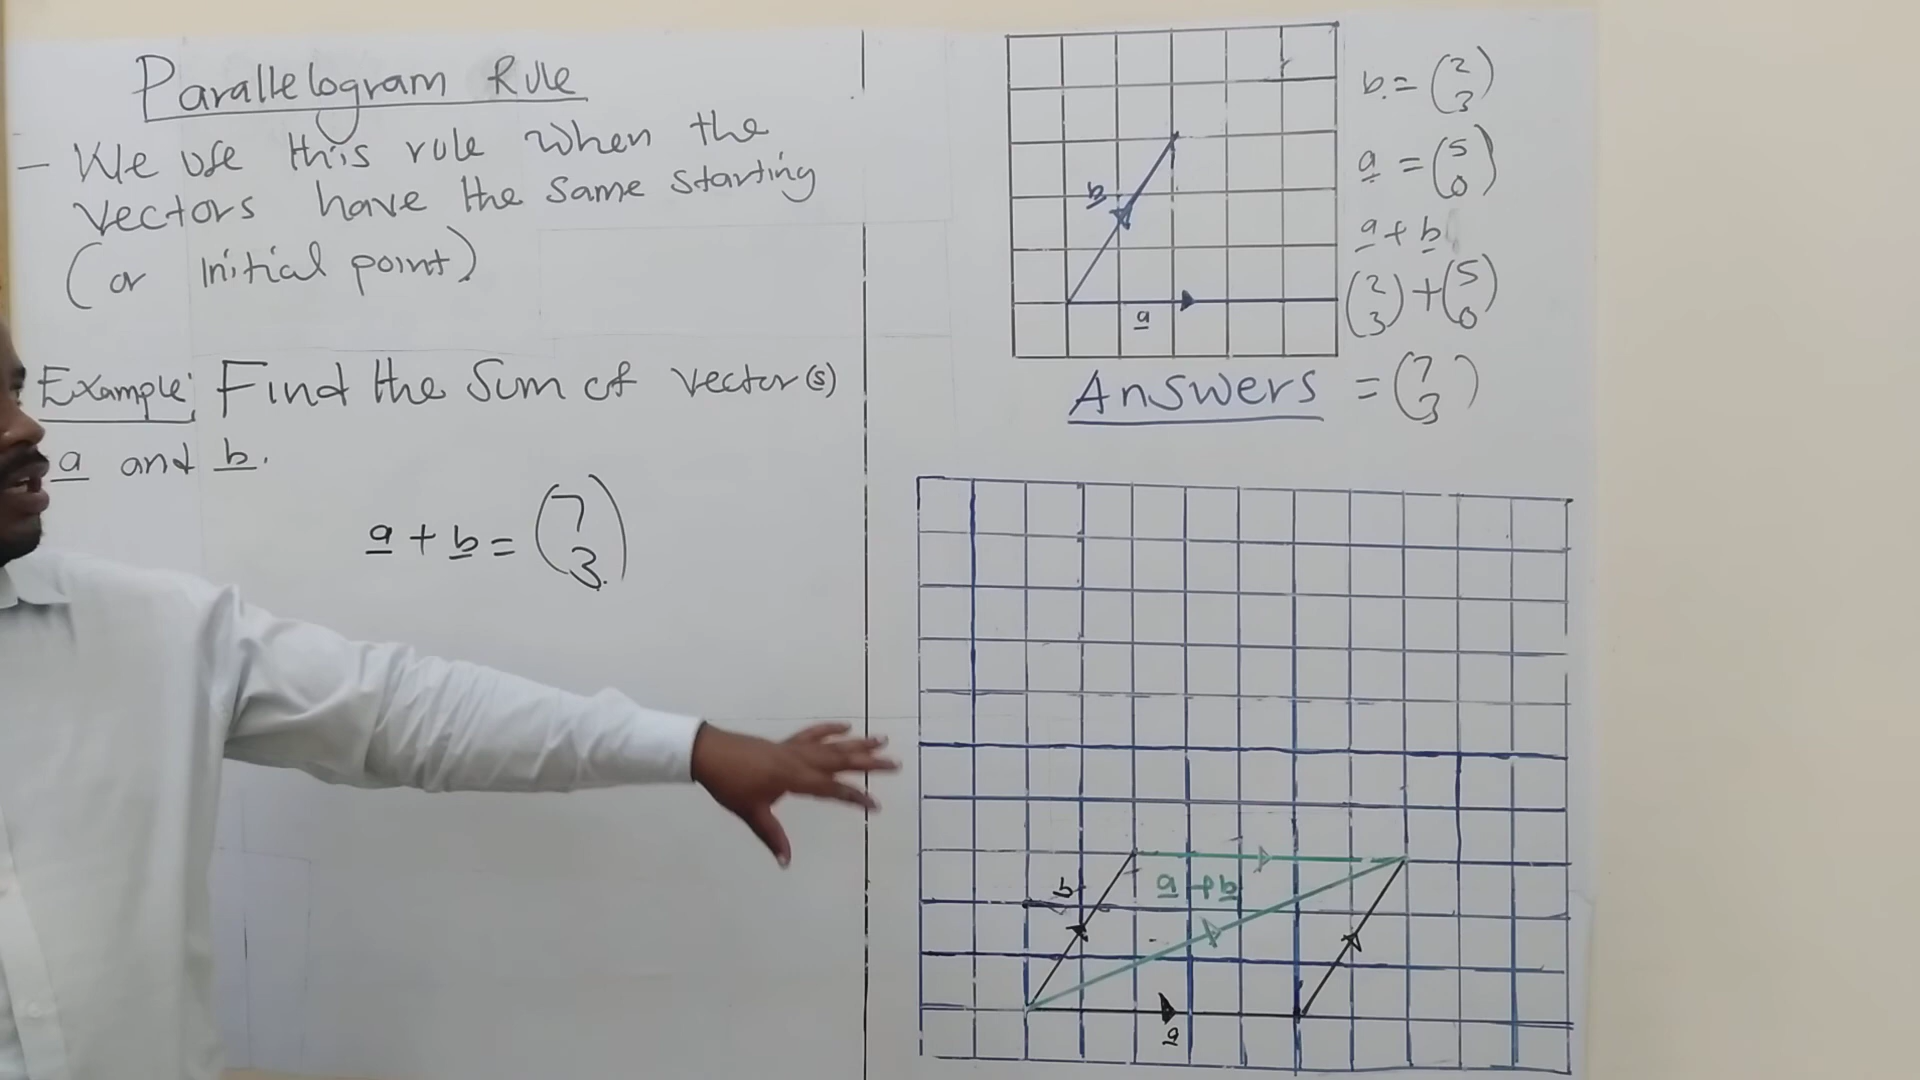 Parallelogram Rule
- We use this rule when the
vectors have the same starting
(or initial point)
Example: Find the Sum of vector(s)
a and b.
a + b = (7 3)
b
a
b = (2 3)
a = (5 0)
a + b
(2 3) + (5 0)
= (7 3)
Answers
b
a + b
a